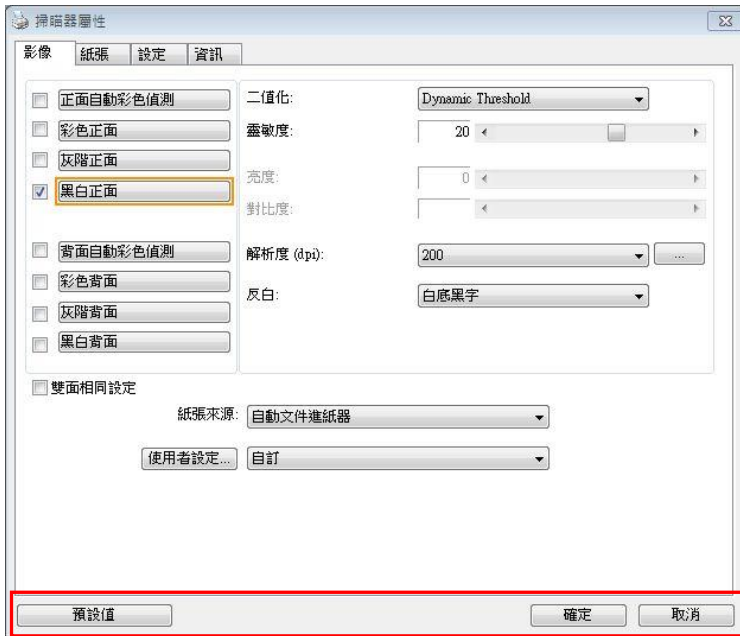 掃瞄器屬性
影像 紙張 設定 資訊
正面自動彩色偵測
彩色正面
灰階正面
黑白正面
背面自動彩色偵測
彩色背面
灰階背面
黑白背面
二值化: Dynamic Threshold
靈敏度: 20
亮度: 0
對比度:
解析度 (dpi): 200 ...
反白: 白底黑字
雙面相同設定
紙張來源: 自動文件進紙器
使用者設定... 自訂
預設值 確定 取消